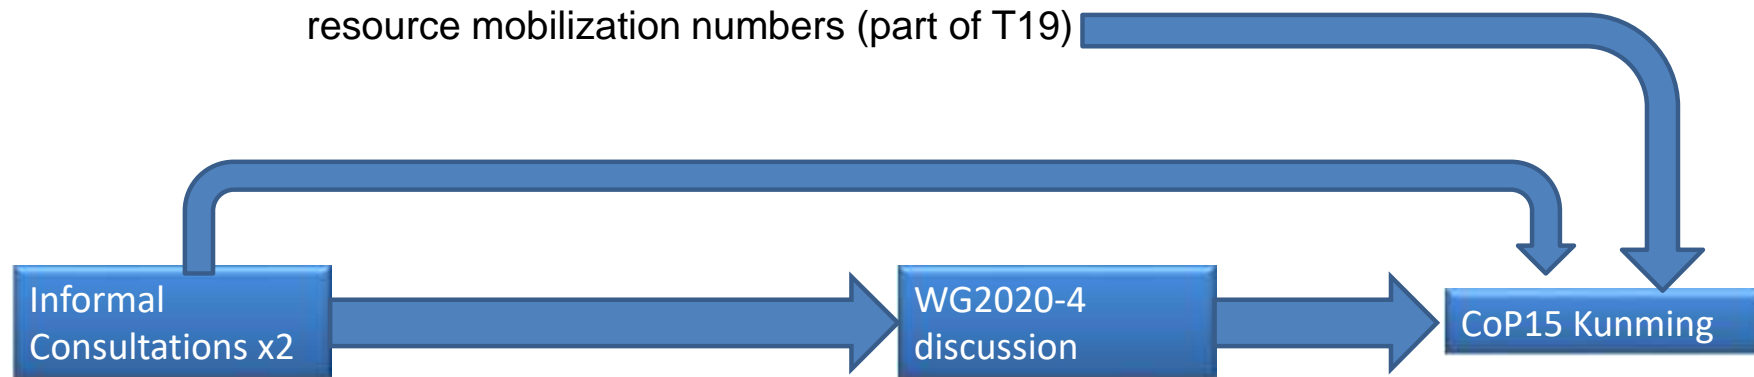 resource mobilization numbers (part of T19)
Informal
Consultations x2
WG2020-4
discussion
CoP15 Kunming